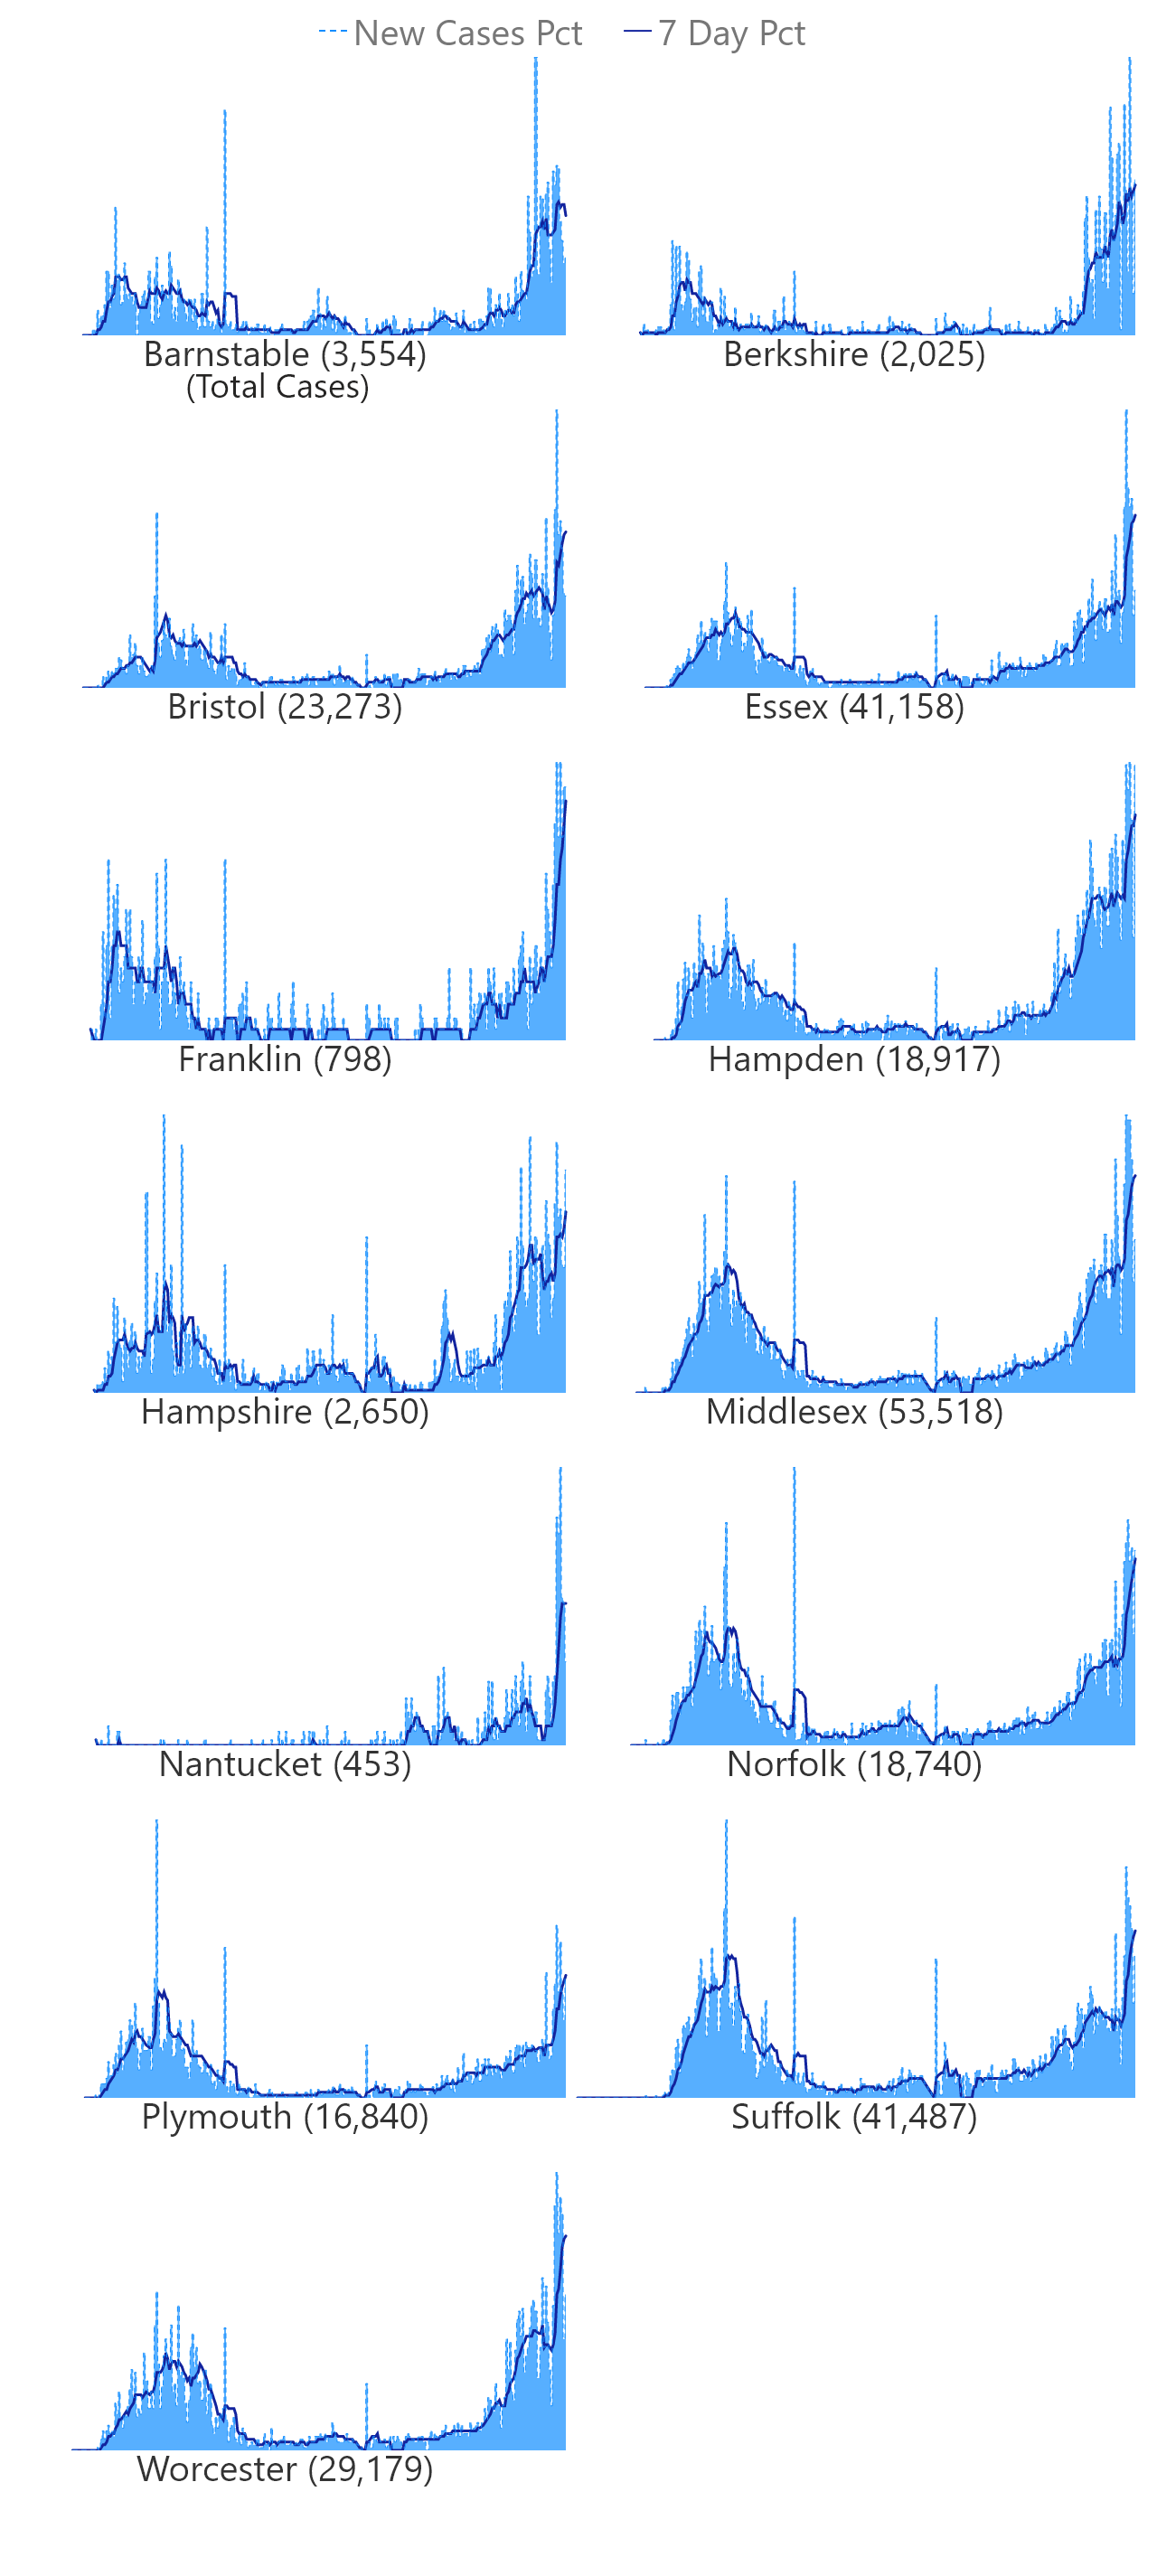 New Cases Pct 7 Day Pct
Barnstable (3,554)
(Total Cases)
Berkshire (2,025)
Bristol (23,273)
Essex (41,158)
Franklin (798)
Hampden (18,917)
Hampshire (2,650)
Middlesex (53,518)
Nantucket (453)
Norfolk (18,740)
Plymouth (16,840)
Suffolk (41,487)
Worcester (29,179)